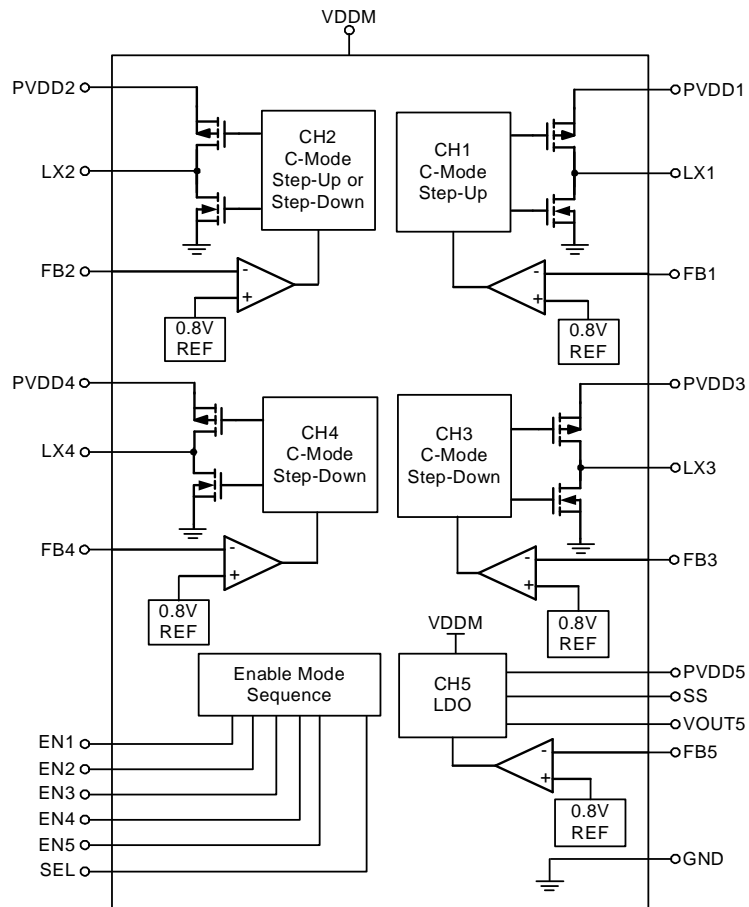 VDDM
PVDD2
LX2
FB2
CH2
C-Mode
Step-Up or
Step-Down
-
+
0.8V
REF
PVDD1
LX1
FB1
CH1
C-Mode
Step-Up
-
+
0.8V
REF
PVDD4
LX4
FB4
CH4
C-Mode
Step-Down
-
+
0.8V
REF
PVDD3
LX3
FB3
CH3
C-Mode
Step-Down
-
+
0.8V
REF
Enable Mode
Sequence
EN1
EN2
EN3
EN4
EN5
SEL
VDDM
CH5
LDO
PVDD5
SS
VOUT5
FB5
-
+
0.8V
REF
GND